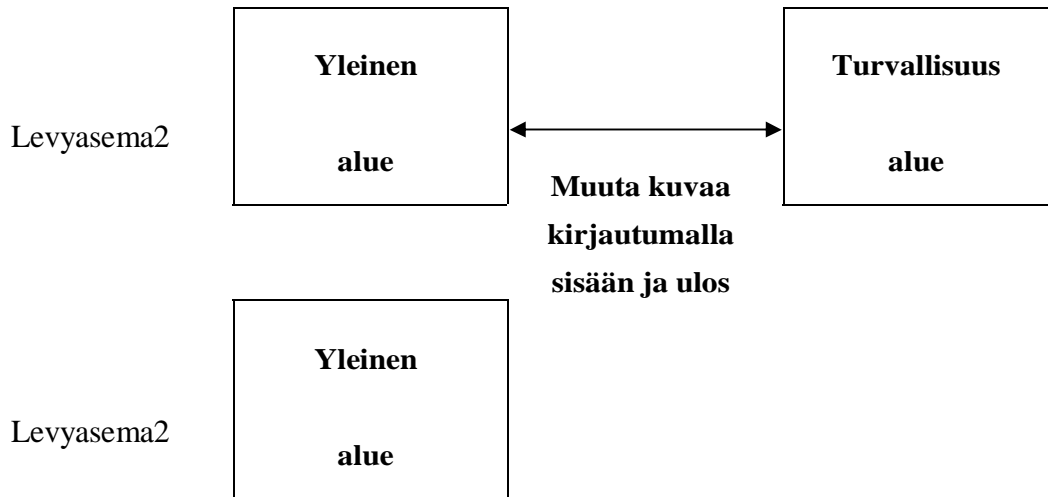 Yleinen
alue
Turvallisuus
alue
Levyasema2
Muuta kuvaa
kirjautumalla
sisään ja ulos
Yleinen
alue
Levyasema2